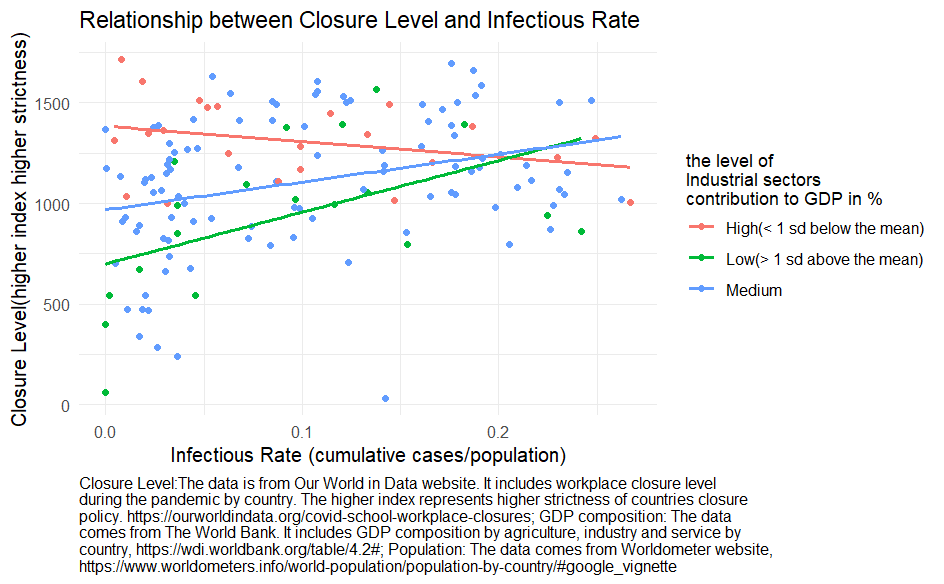 Relationship between Closure Level and Infectious Rate
Closure Level(higher index higher strictness)
1500
1000
500
0
0.0
0.1
0.2
Infectious Rate (cumulative cases/population)
the level of
Industrial sectors
contribution to GDP in %
High(< 1 sd below the mean)
Low(> 1 sd above the mean)
Medium
Closure Level:The data is from Our World in Data website. It includes workplace closure level
during the pandemic by country. The higher index represents higher strictness of countries closure
policy. https://ourworldindata.org/covid-school-workplace-closures; GDP composition: The data
comes from The World Bank. It includes GDP composition by agriculture, industry and service by
country, https://wdi.worldbank.org/table/4.2#; Population: The data comes from Worldometer website,
https://www.worldometers.info/world-population/population-by-country/#google_vignette